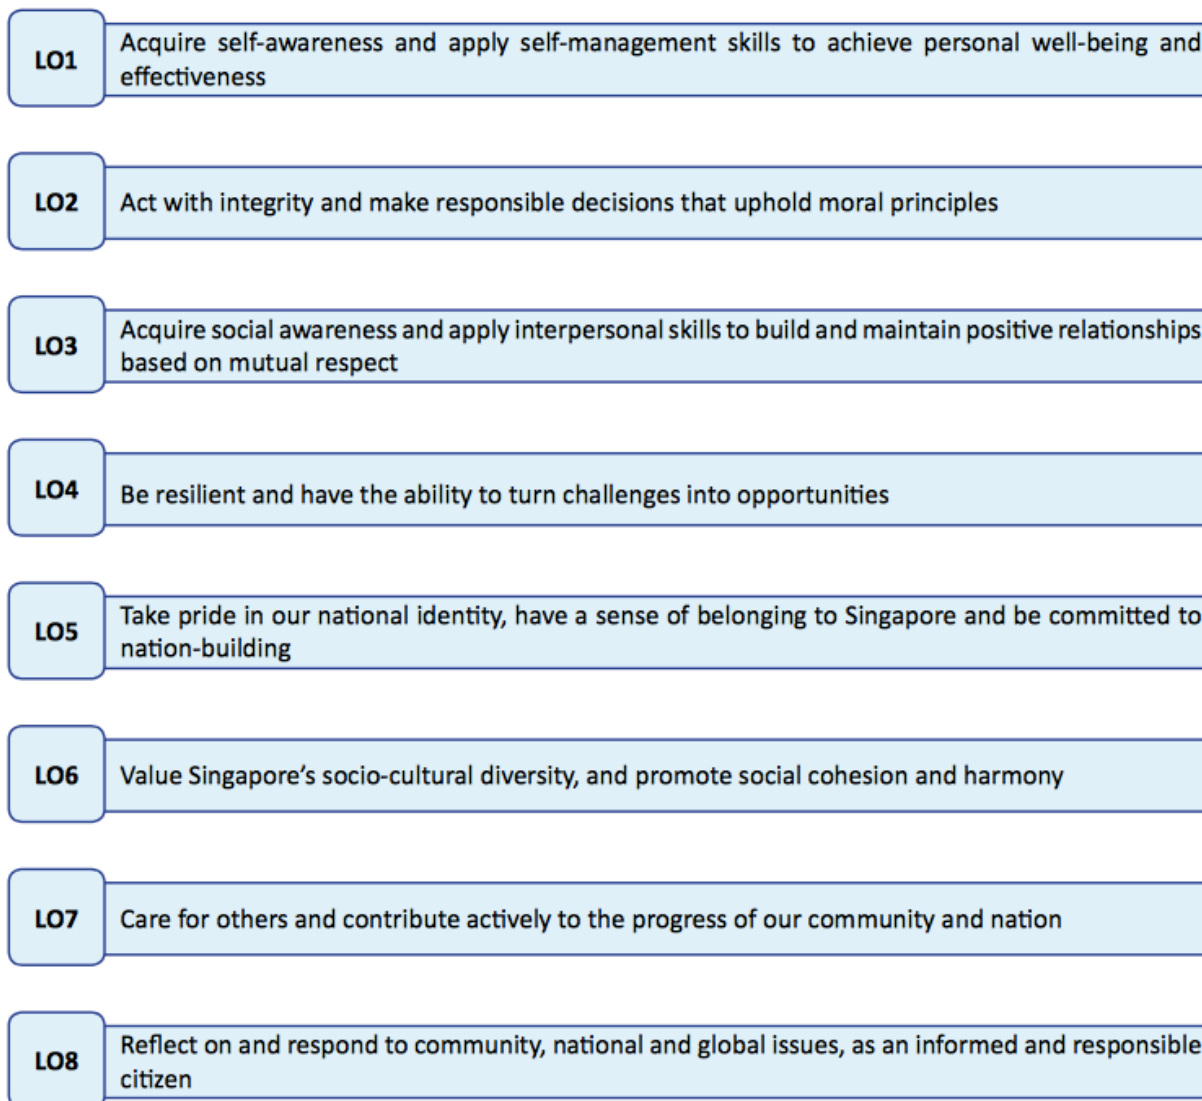 LO1
Acquire self-awareness and apply self-management skills to achieve personal well-being and
effectiveness
LO2
Act with integrity and make responsible decisions that uphold moral principles
LO3
Acquire social awareness and apply interpersonal skills to build and maintain positive relationships
based on mutual respect
LO4
Be resilient and have the ability to turn challenges into opportunities
LO5
Take pride in our national identity, have a sense of belonging to Singapore and be committed to
nation-building
LO6
Value Singapore’s socio-cultural diversity, and promote social cohesion and harmony
LO7
Care for others and contribute actively to the progress of our community and nation
LO8
Reflect on and respond to community, national and global issues, as an informed and responsible
citizen